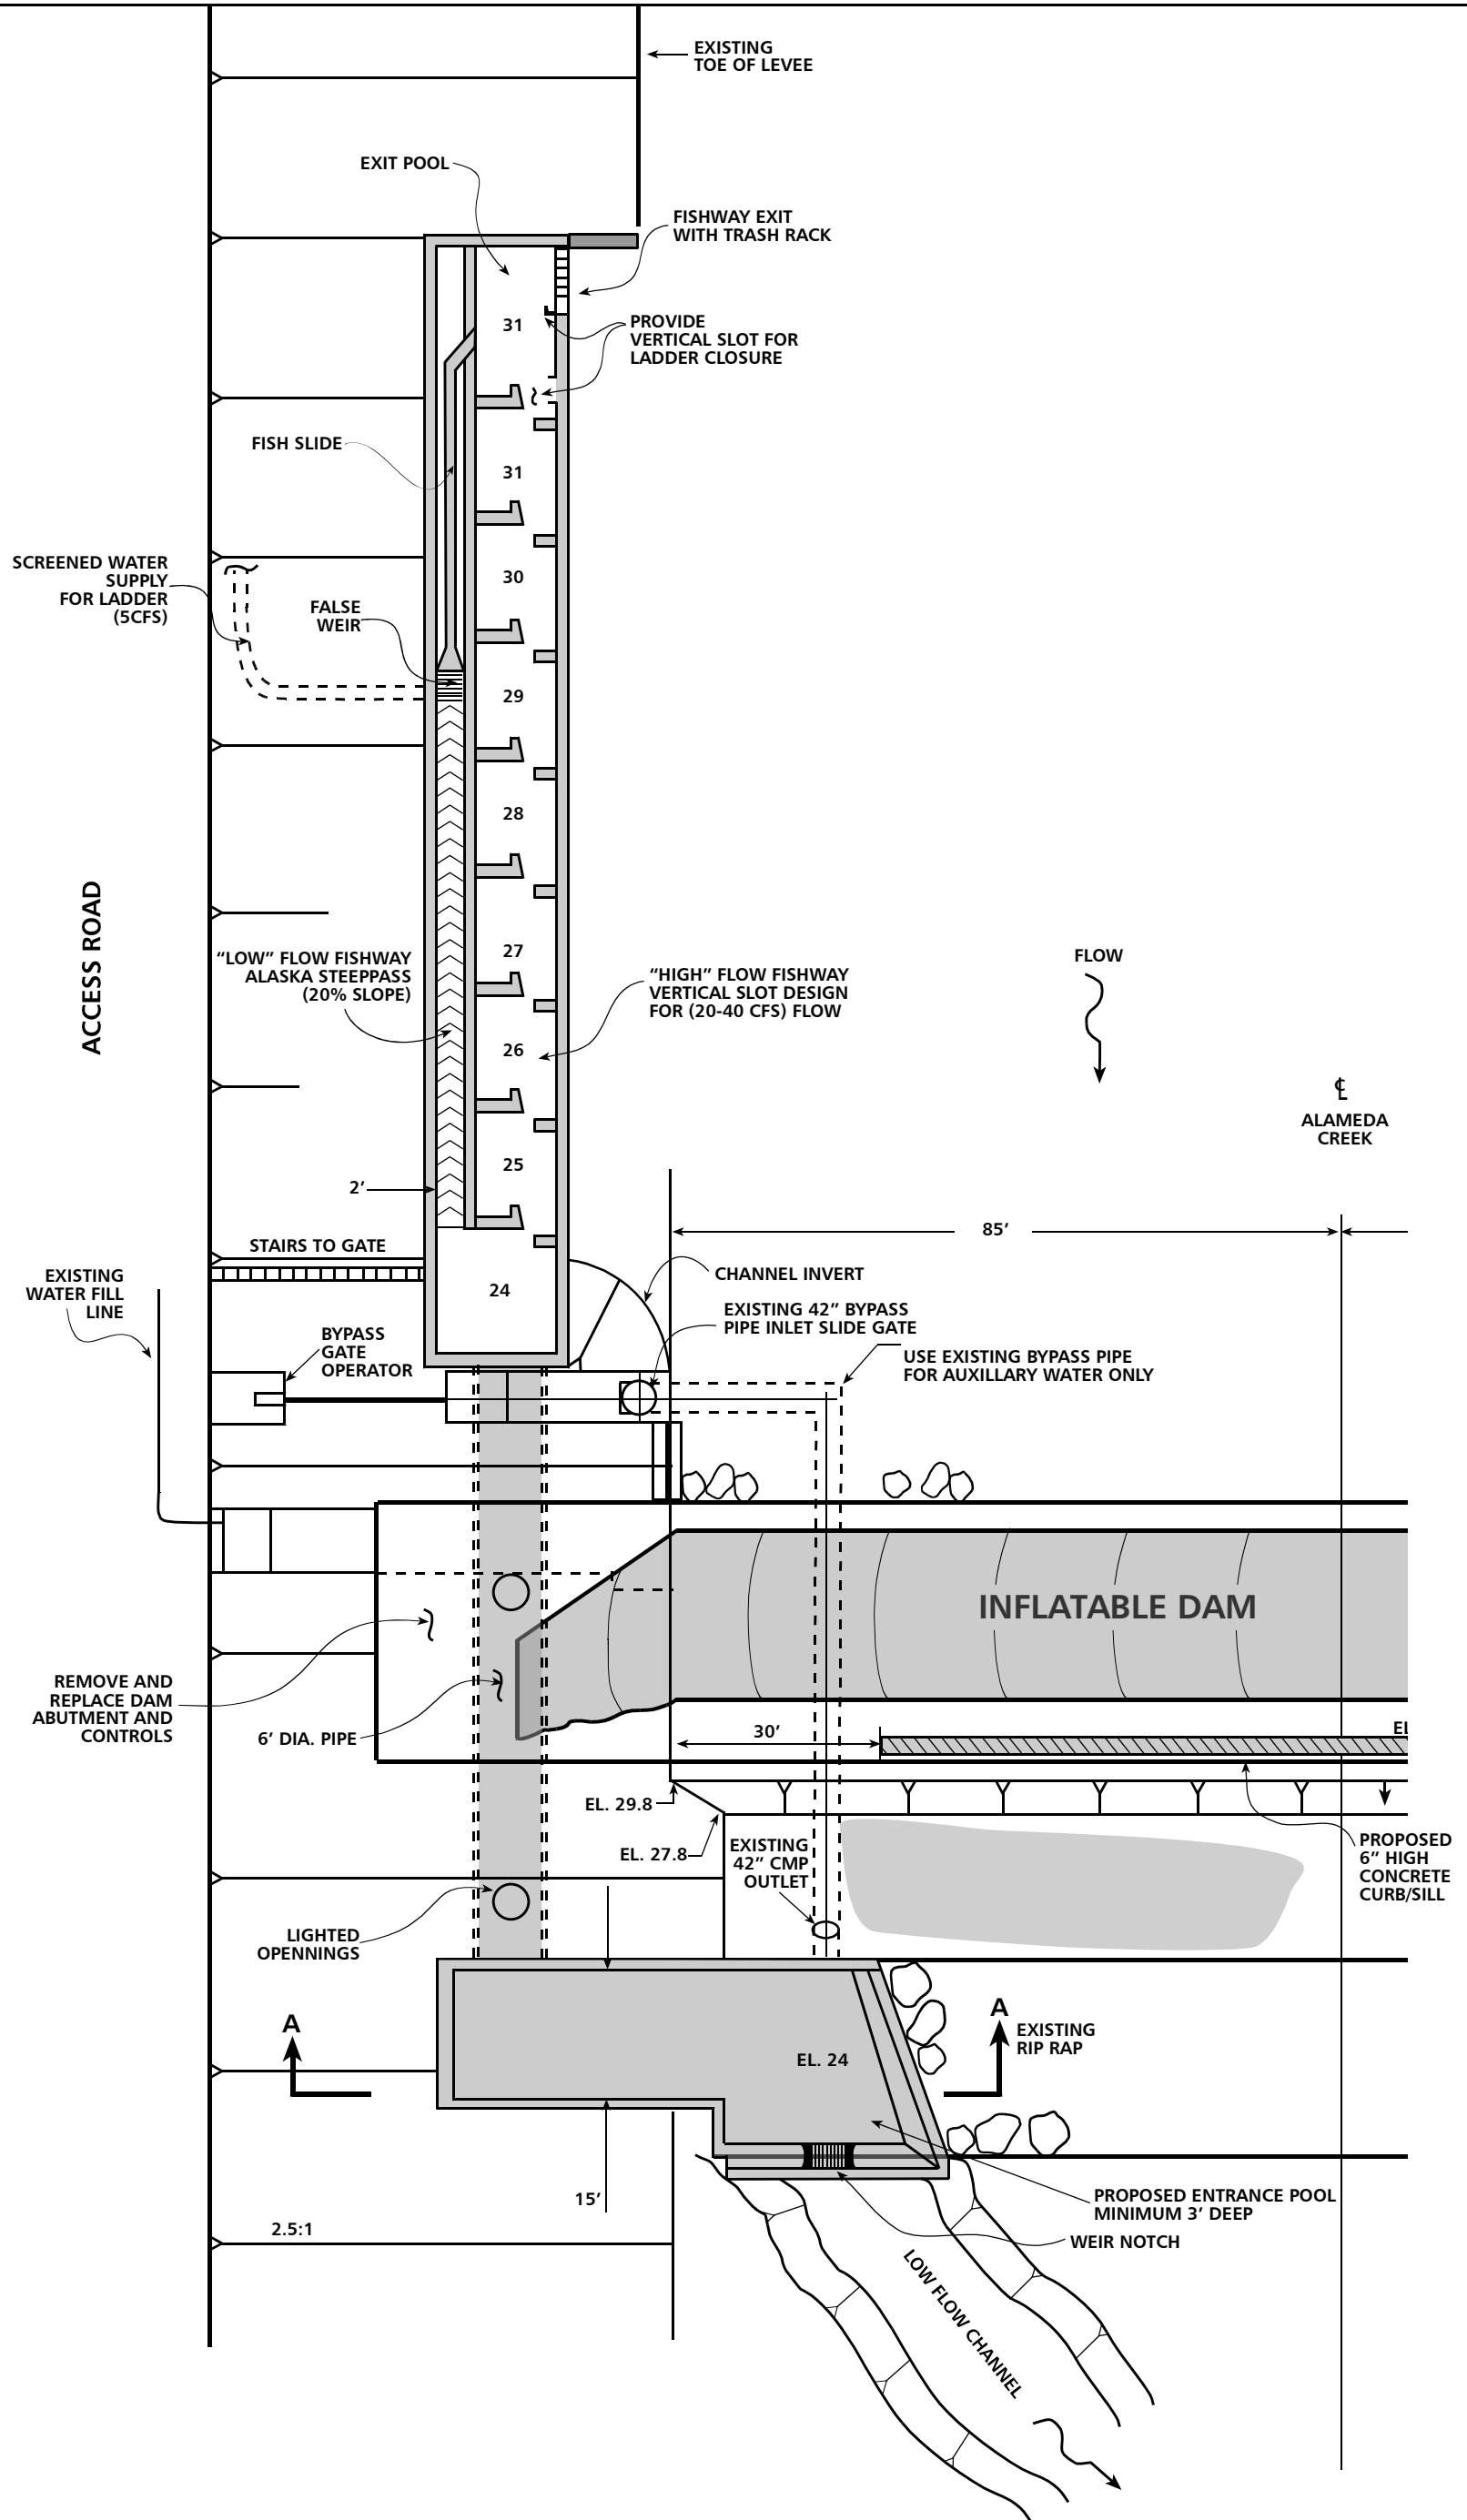 EXISTING
TOE OF LEVEE
EXIT POOL
FISHWAY EXIT
WITH TRASH RACK
31
PROVIDE
VERTICAL SLOT FOR
LADDER CLOSURE
FISH SLIDE
31
SCREENED WATER
SUPPLY
FOR LADDER
(5CFS)
30
FALSE
WEIR
29
28
ACCESS ROAD
27
"LOW" FLOW FISHWAY
ALASKA STEEPPASS
(20% SLOPE)
"HIGH" FLOW FISHWAY
VERTICAL SLOT DESIGN
FOR (20-40 CFS) FLOW
FLOW
26
℄
ALAMEDA
CREEK
25
2’
85’
STAIRS TO GATE
EXISTING
WATER FILL
LINE
24
CHANNEL INVERT
EXISTING 42” BYPASS
PIPE INLET SLIDE GATE
BYPASS
GATE
OPERATOR
USE EXISTING BYPASS PIPE
FOR AUXILLARY WATER ONLY
INFLATABLE DAM
REMOVE AND
REPLACE DAM
ABUTMENT AND
CONTROLS
6’ DIA. PIPE
30’
EL
EL. 29.8
EL. 27.8
EXISTING
42” CMP
OUTLET
PROPOSED
6” HIGH
CONCRETE
CURB/SILL
LIGHTED
OPENNINGS
A
A
EXISTING
RIP RAP
EL. 24
15’
PROPOSED ENTRANCE POOL
MINIMUM 3’ DEEP
2.5:1
WEIR NOTCH
LOW FLOW CHANNEL